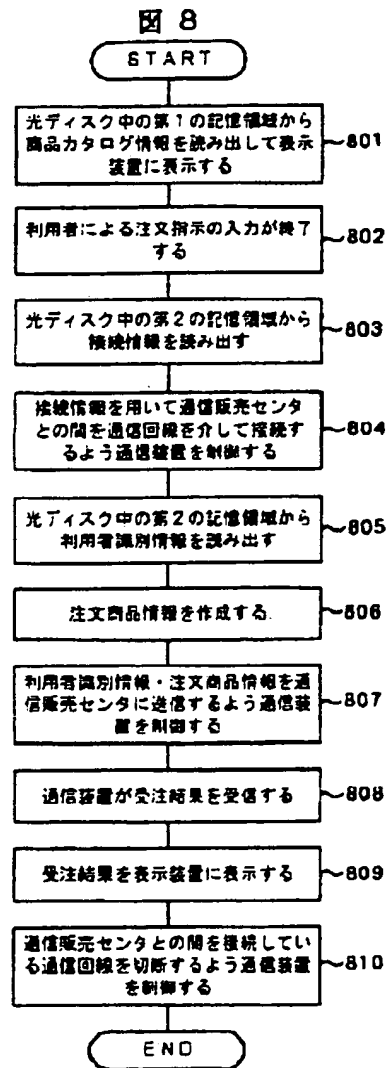 図 8
START
光ディスク中の第1の記憶領域から
商品カタログ情報を読み出して表示
装置に表示する
801
利用者による注文指示の入力が終了
する
802
光ディスク中の第2の記憶領域から
接続情報を読み出す
803
接続情報を用いて通信販売センタ
との間を通信回線を介して接続す
るよう通信装置を制御する
804
光ディスク中の第2の記憶領域から
利用者識別情報を読み出す
805
注文商品情報を作成する
806
利用者識別情報・注文商品情報を通
信販売センタに送信するよう通信装
置を制御する
807
通信装置が受注結果を受信する
808
受注結果を表示装置に表示する
809
通信販売センタとの間を接続してい
る通信回線を切断するよう通信装置
を制御する
810
END